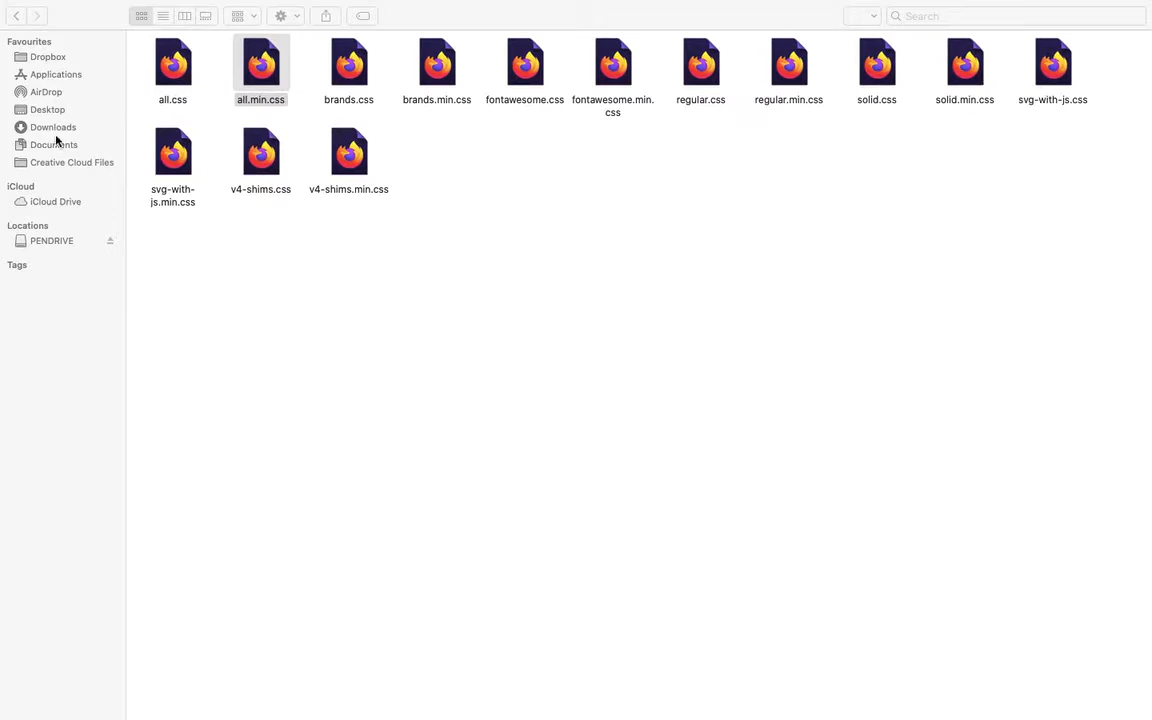 Search
Favourites
Dropbox
Applications
AirDrop
Desktop
Downloads
Documents
Creative Cloud Files
iCloud
iCloud Drive
Locations
PENDRIVE
Tags
all.css
all.min.css
brands.css
brands.min.css
fontawesome.css
fontawesome.min.
css
regular.css
regular.min.css
solid.css
solid.min.css
svg-with-js.css
svg-with-
js.min.css
v4-shims.css
v4-shims.min.css